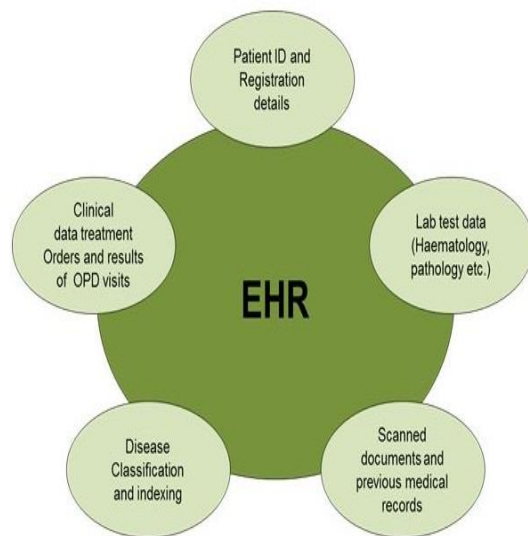 Patient ID and
Registration
details
Clinical
data treatment
Orders and results
of OPD visits
Lab test data
(Haematology,
pathology etc.)
EHR
Disease
Classification
and indexing
Scanned
documents and
previous medical
records